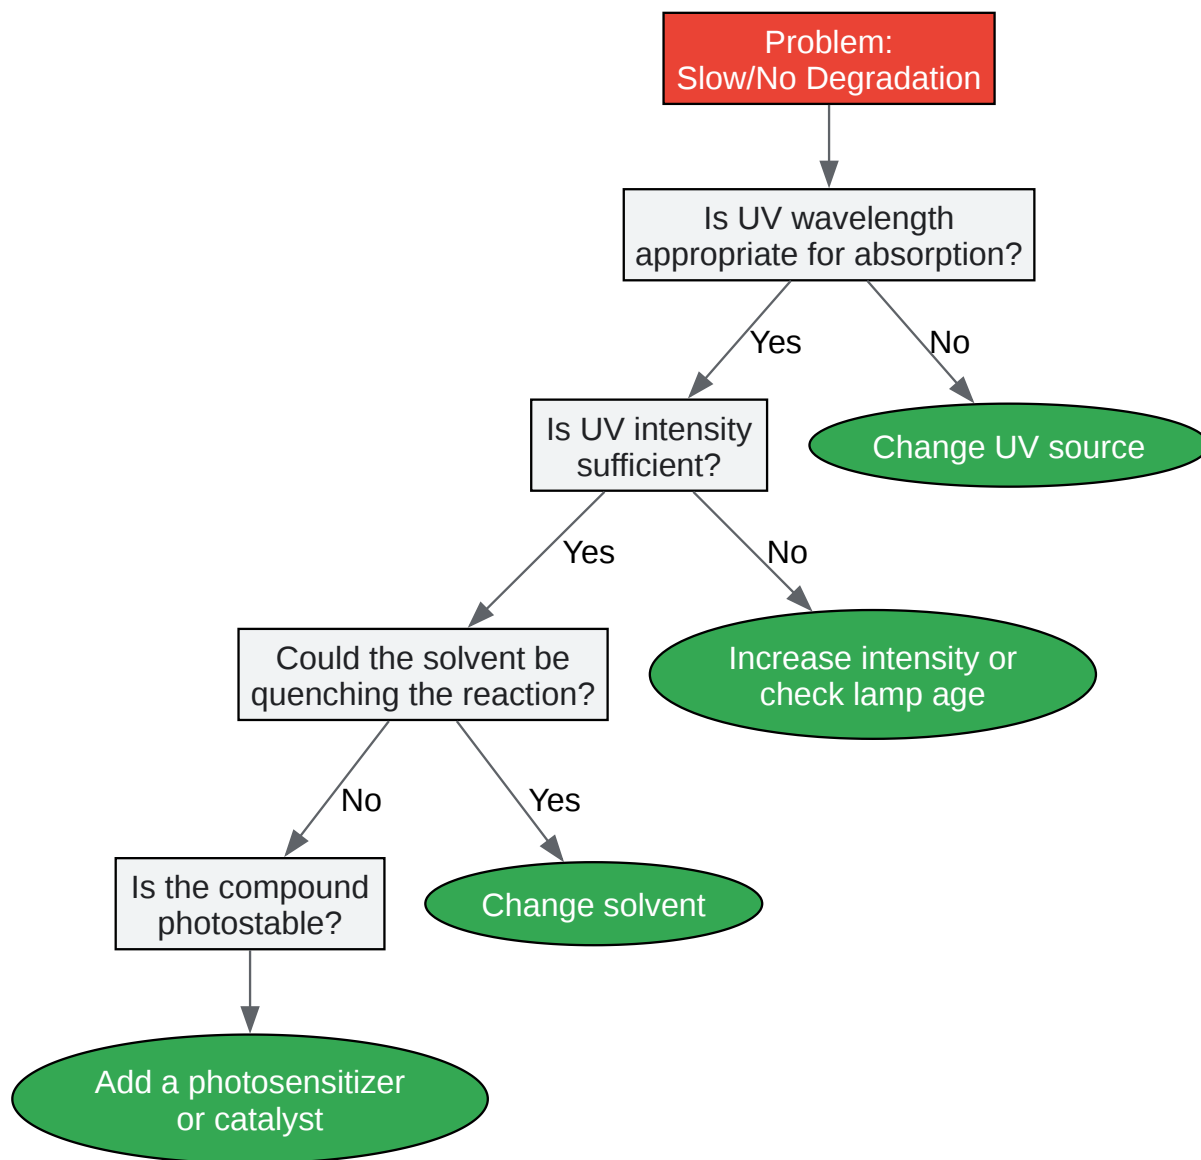 Problem:
Slow/No Degradation
Is UV wavelength
appropriate for absorption?
Yes
No
Is UV intensity
sufficient?
Change UV source
Yes
No
Could the solvent be
quenching the reaction?
Increase intensity or
check lamp age
No
Yes
Is the compound
photostable?
Change solvent
Add a photosensitizer
or catalyst